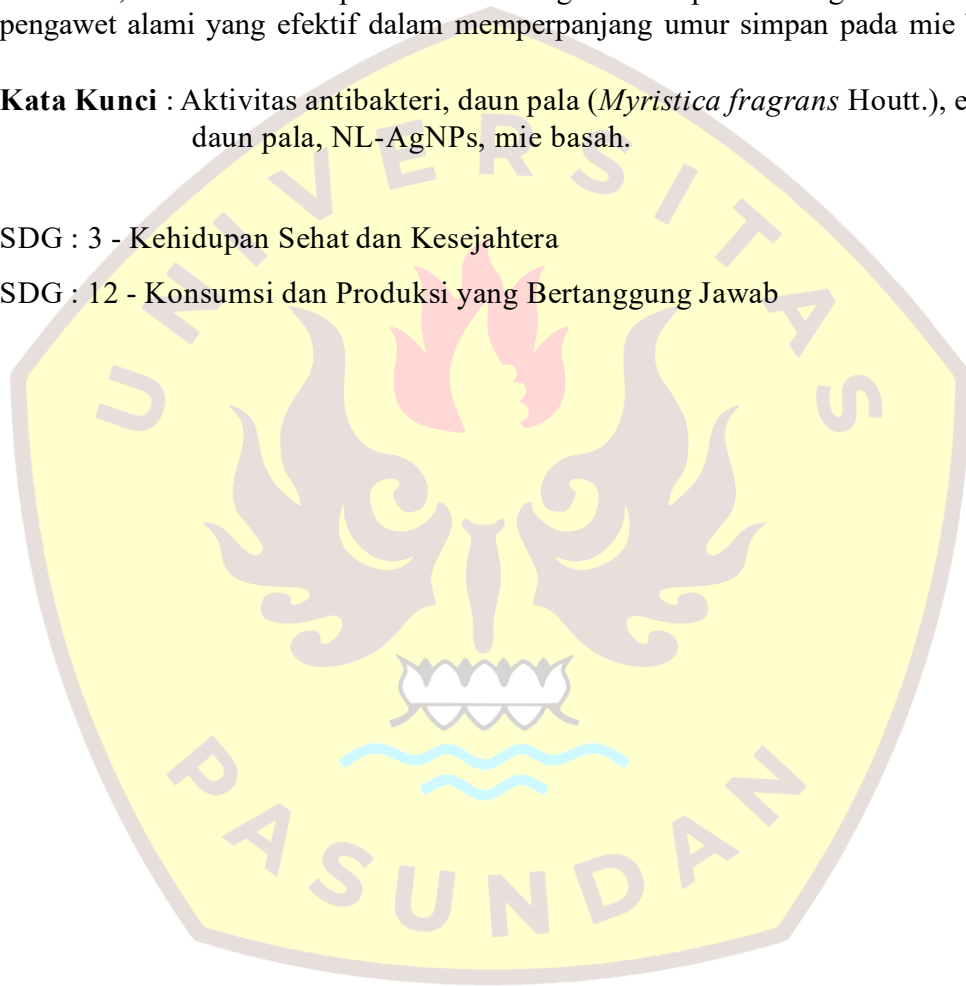 pengawet alami yang efektif dalam memperpanjang umur simpan pada mie
Kata Kunci : Aktivitas antibakteri, daun pala (Myristica fragrans Houtt.),
daun pala, NL-AgNPs, mie basah.
SDG : 3 - Kehidupan Sehat dan Kesejahtera
SDG : 12 - Konsumsi dan Produksi yang Bertanggung Jawab
UNIVERSITAS
PASUNDAN